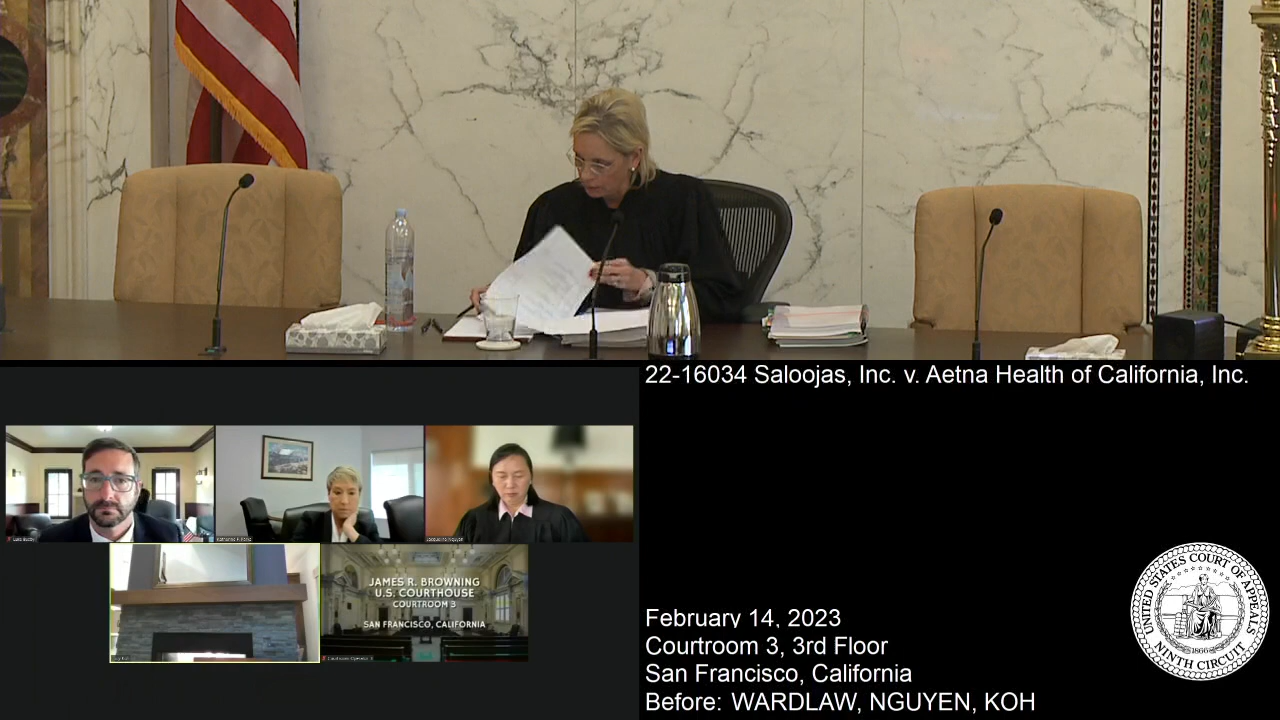 22-16034 Saloojas, Inc. v. Aetna Health of California, Inc.
JAMES R. BROWNING
U.S. COURTHOUSE
COURTROOM 3
SAN FRANCISCO, CALIFORNIA
February 14, 2023
Courtroom 3, 3rd Floor
San Francisco, California
Before: WARDLAW, NGUYEN, KOH
UNITED STATES COURT OF APPEALS
NINTH CIRCUIT